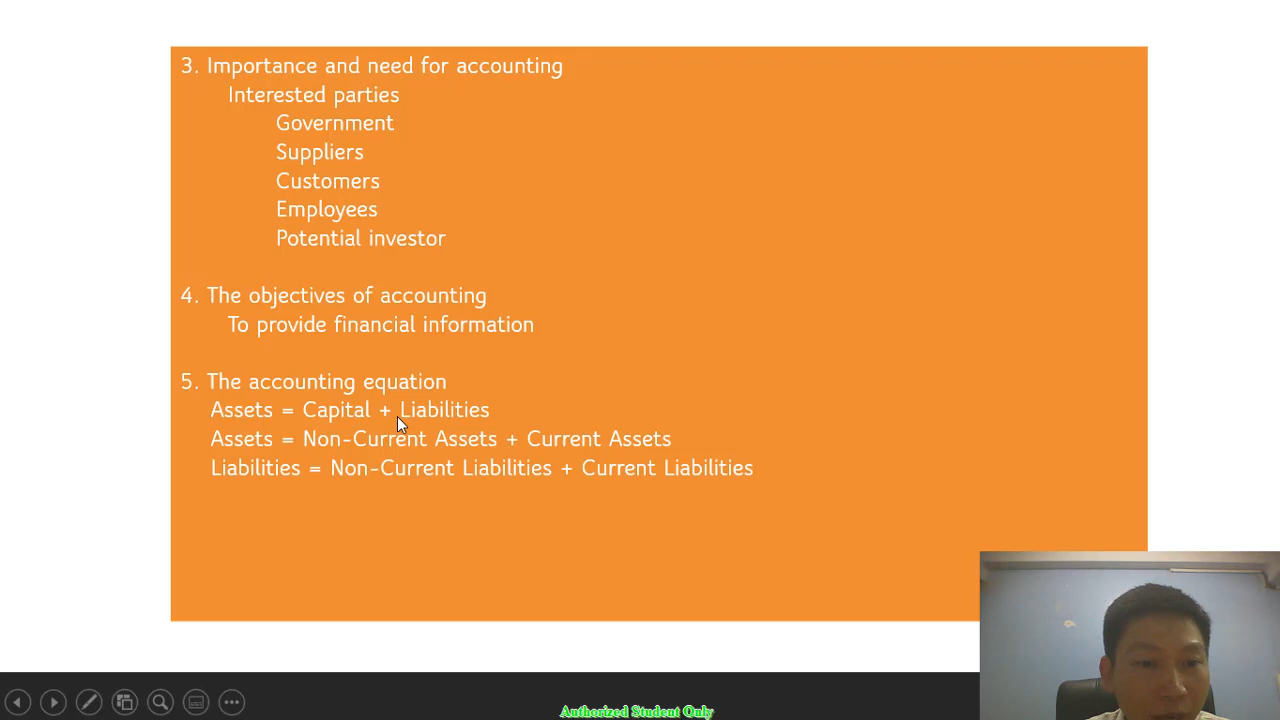 3. Importance and need for accounting
Interested parties
Government
Suppliers
Customers
Employees
Potential investor
4. The objectives of accounting
To provide financial information
5. The accounting equation
Assets = Capital + Liabilities
Assets = Non-Current Assets + Current Assets
Liabilities = Non-Current Liabilities + Current Liabilities
Authorized Student Only